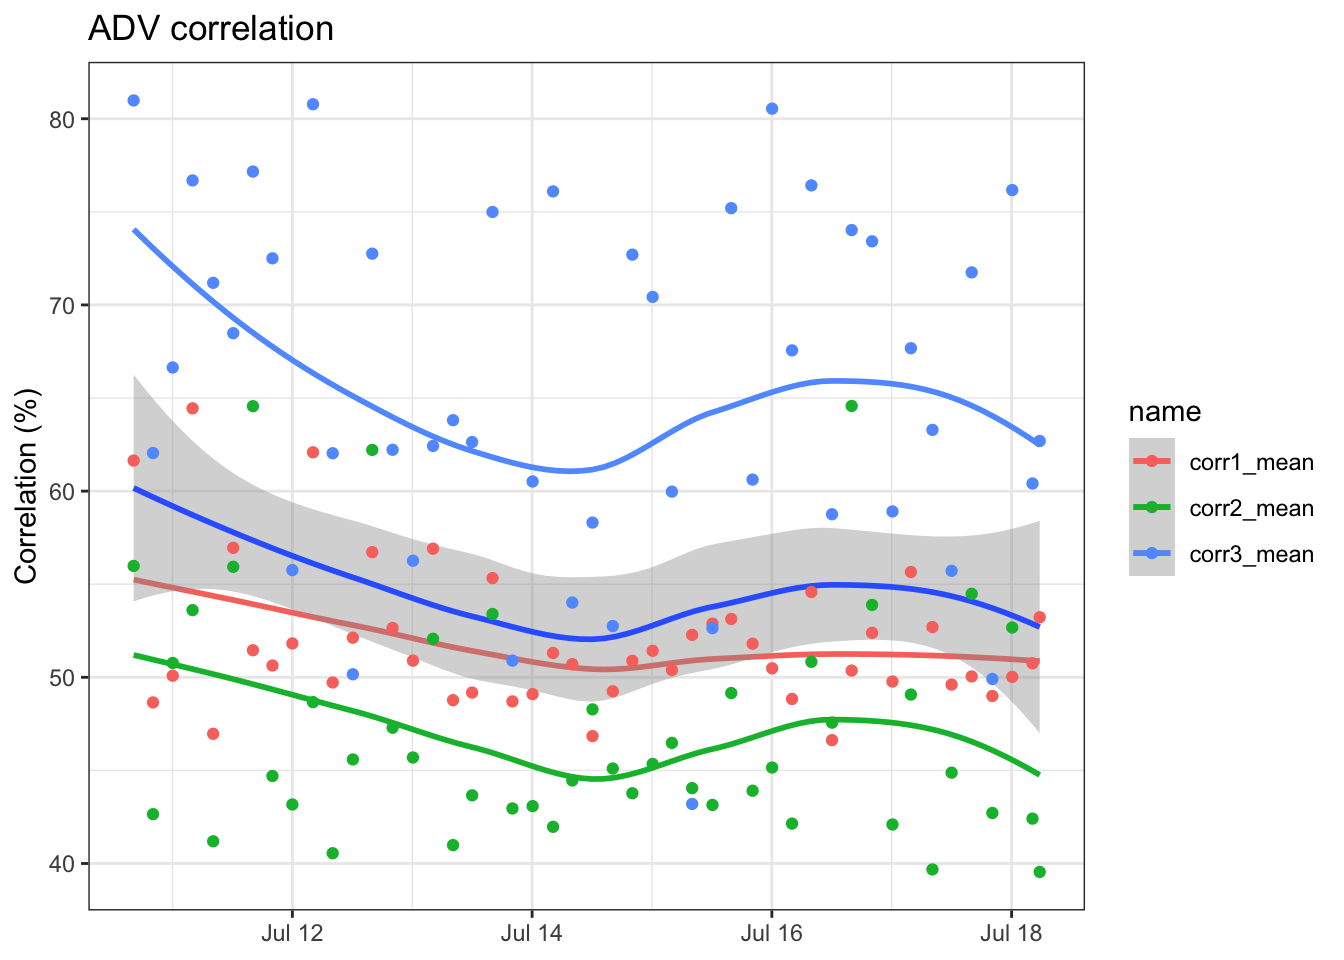 ADV correlation
80
70
60
50
40
Correlation (%)
Jul 12
Jul 14
Jul 16
Jul 18
name
corr1_mean
corr2_mean
corr3_mean